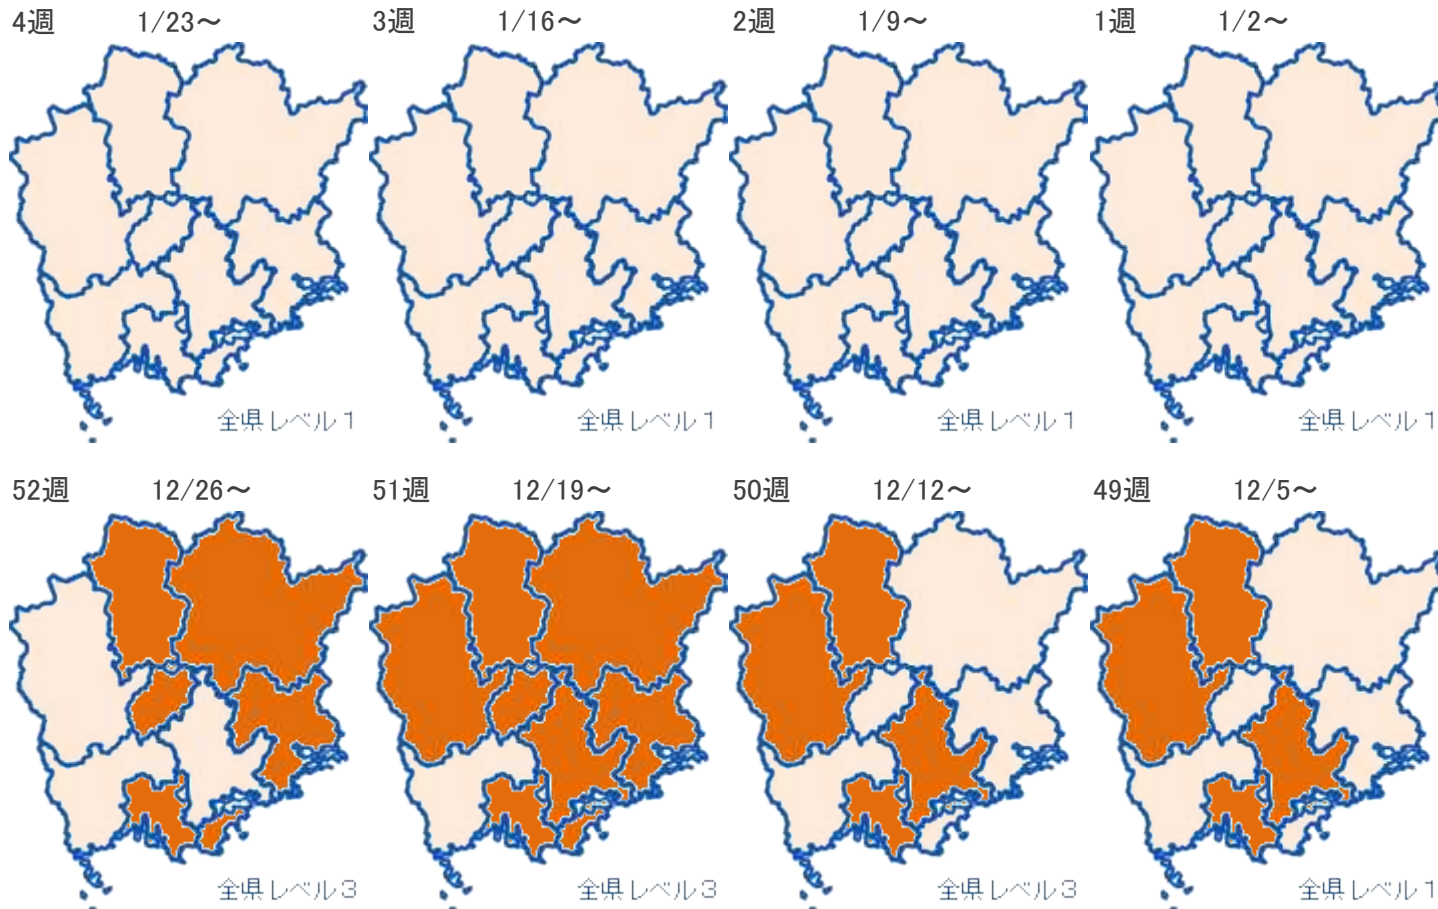 4週 1/23～
3週 1/16～
2週 1/9～
1週 1/2～
全県レベル１
全県レベル１
全県レベル１
全県レベル１
52週 12/26～
51週 12/19～
50週 12/12～
49週 12/5～
全県レベル３
全県レベル３
全県レベル３
全県レベル１